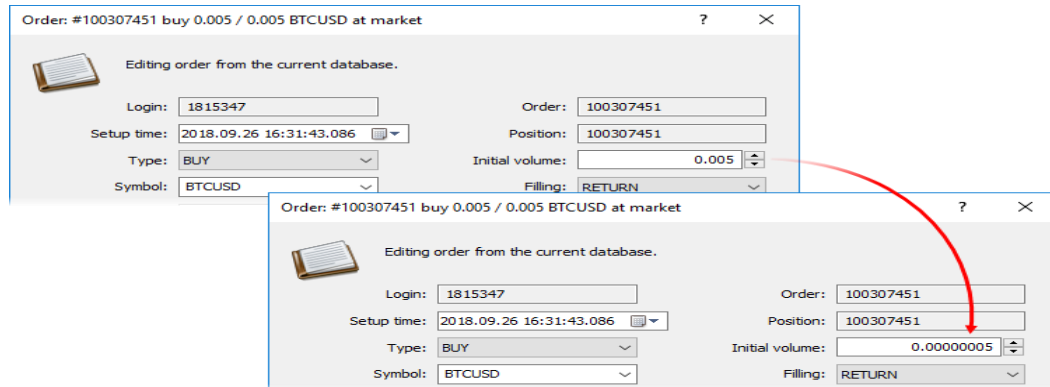 Order: #100307451 buy 0.005 / 0.005 BTCUSD at market ?
Editing order from the current database.
Login: 1815347 Order: 100307451
Setup time: 2018.09.26 16:31:43.086 Position: 100307451
Type: BUY Initial volume: 0.005
Symbol: BTCUSD Filling: RETURN
Order: #100307451 buy 0.005 / 0.005 BTCUSD at market ?
Editing order from the current database.
Login: 1815347 Order: 100307451
Setup time: 2018.09.26 16:31:43.086 Position: 100307451
Type: BUY Initial volume: 0.00000005
Symbol: BTCUSD Filling: RETURN